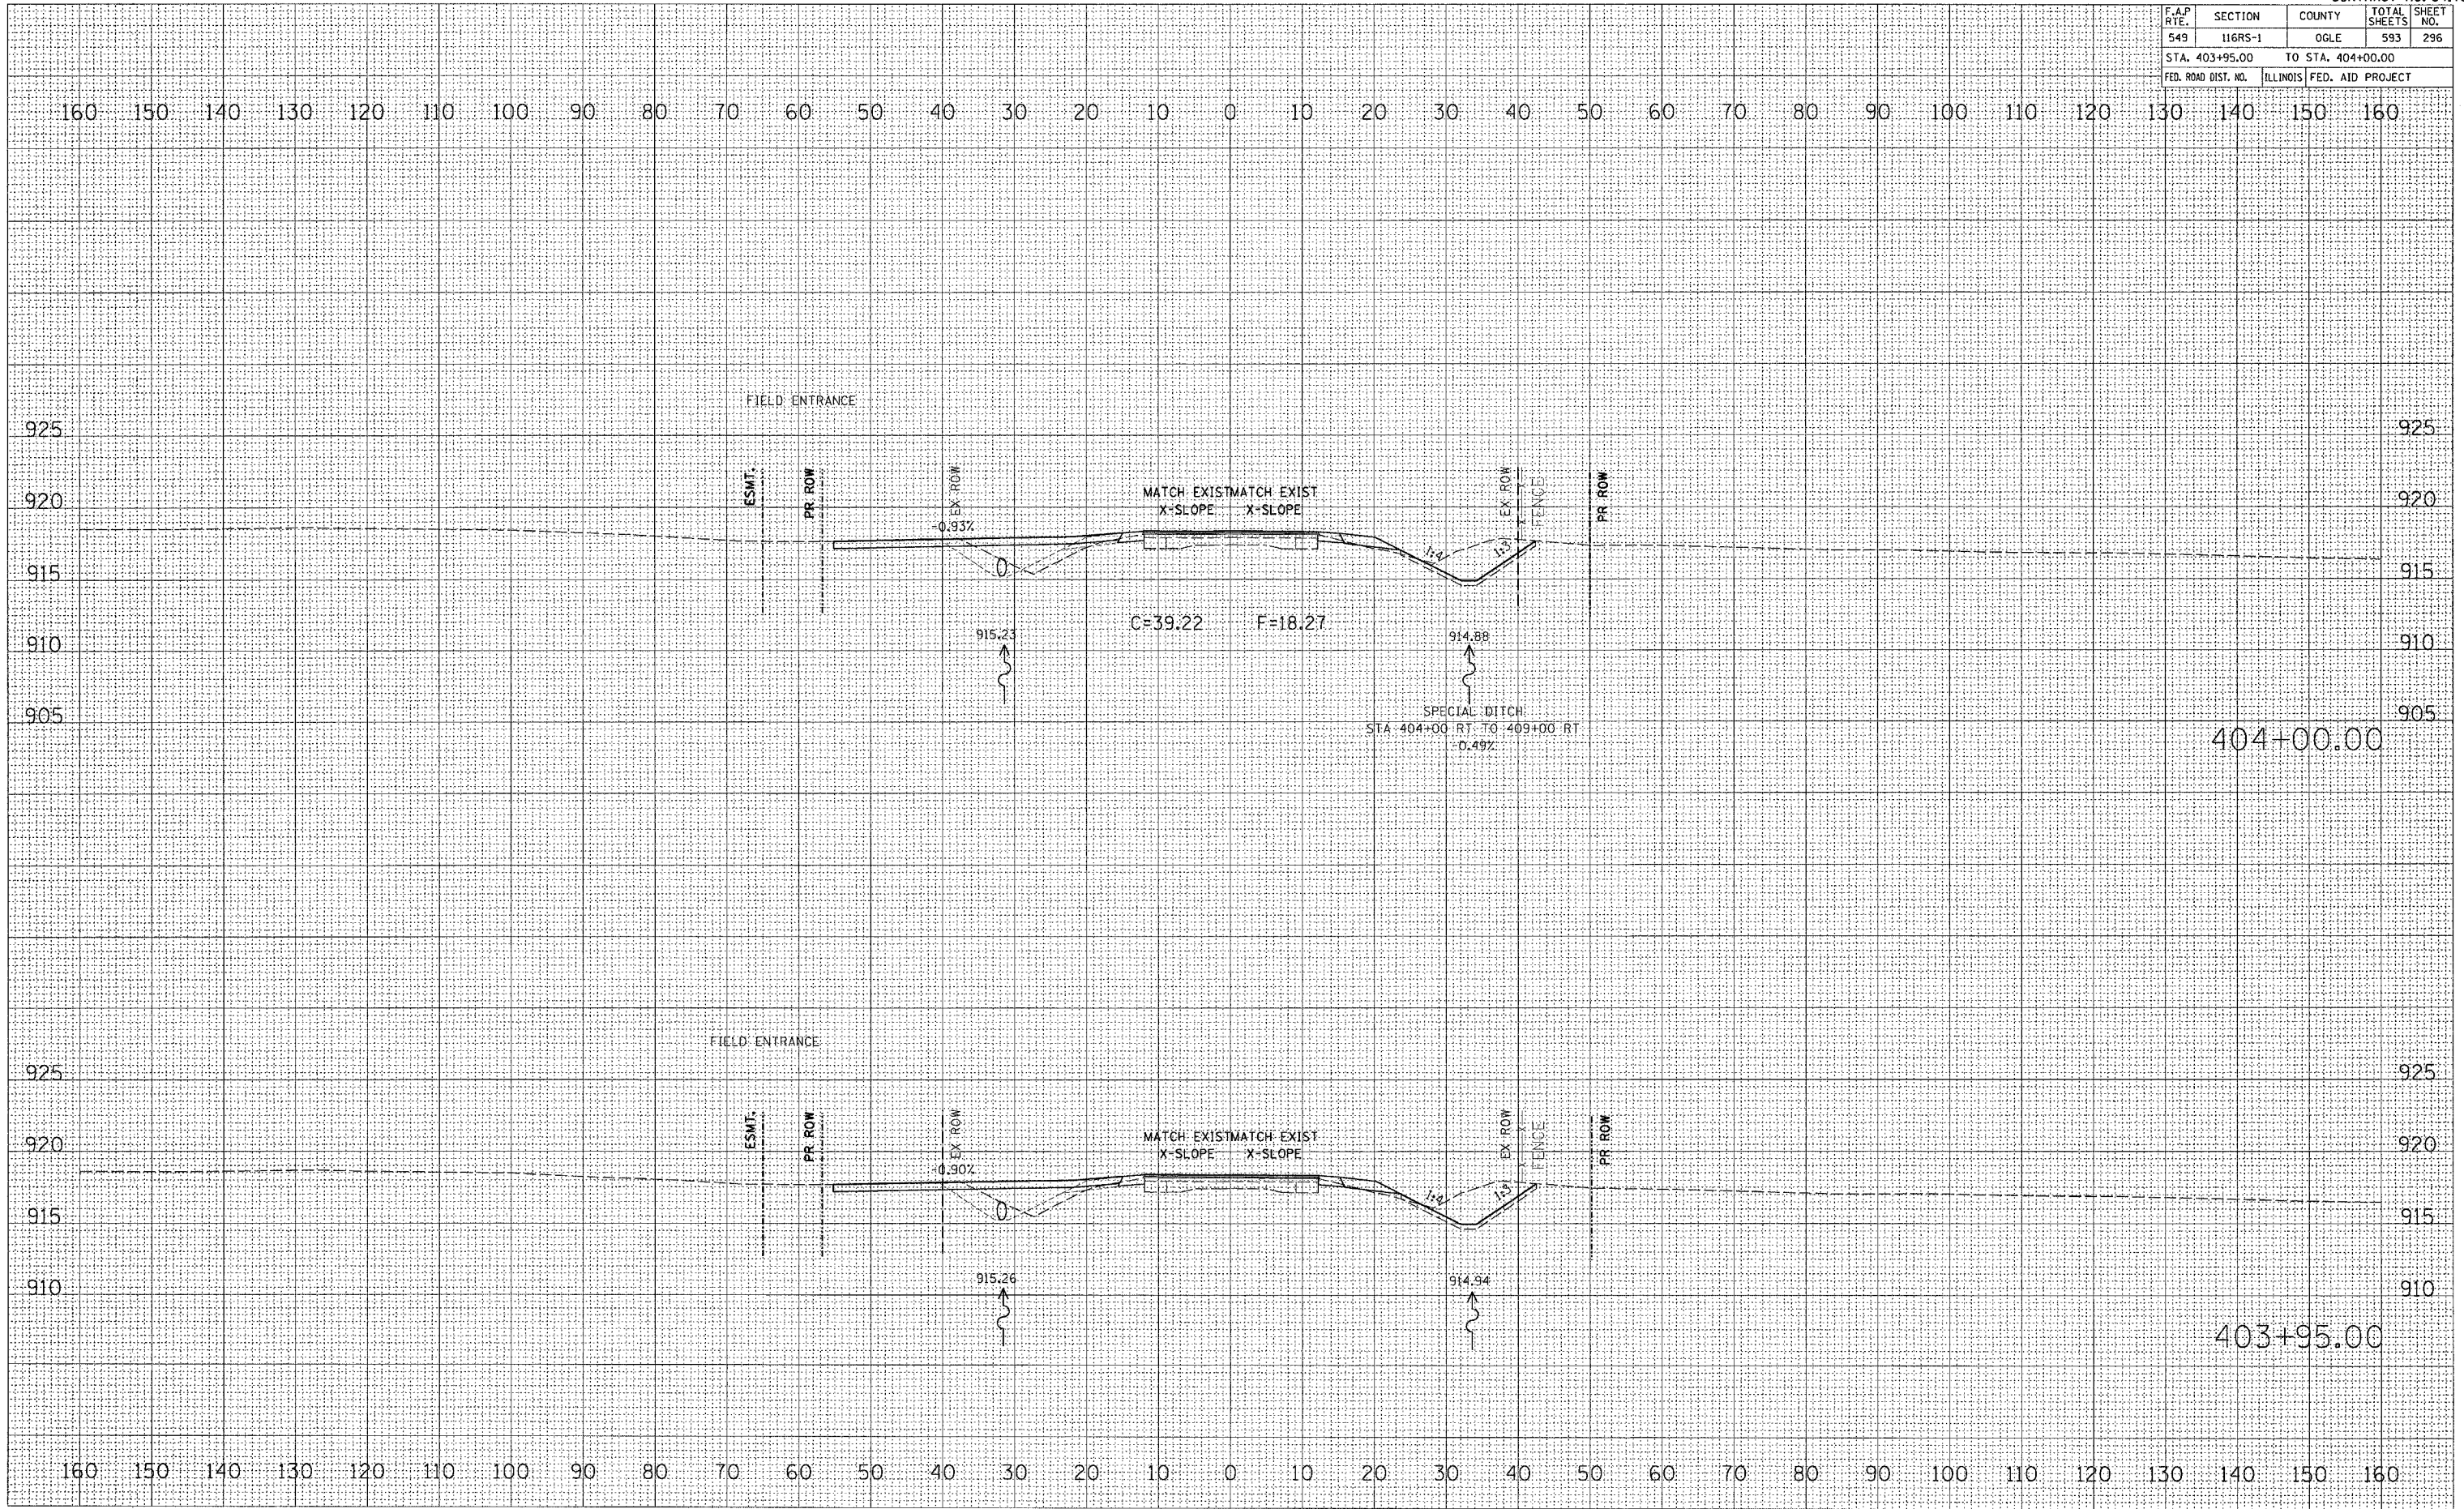 F.A.P. RTE. SECTION COUNTY TOTAL SHEETS SHEET NO.
549 116RS-1 OGLE 593 296
STA. 403+95.00 TO STA. 404+00.00
FED. ROAD DIST. NO. ILLINOIS FED. AID PROJECT
160 150 140 130 120 110 100 90 80 70 60 50 40 30 20 10 0 10 20 30 40 50 60 70 80 90 100 110 120 130 140 150 160
FIELD ENTRANCE
925 925
ESMT. PR ROW EX ROW EX ROW FENCE PR ROW
920 920
MATCH EXIST MATCH EXIST
X-SLOPE X-SLOPE
-0.93%
1:4 1:3
915 915
C=39.22 F=18.27
915.23 914.88
910 910
SPECIAL DITCH
STA 404+00 RT TO 409+00 RT
-0.49%
905 905
404+00.00
FIELD ENTRANCE
925 925
ESMT. PR ROW EX ROW EX ROW FENCE PR ROW
920 920
MATCH EXIST MATCH EXIST
X-SLOPE X-SLOPE
-0.90%
1:4 1:3
915 915
915.26 914.94
910 910
403+95.00
160 150 140 130 120 110 100 90 80 70 60 50 40 30 20 10 0 10 20 30 40 50 60 70 80 90 100 110 120 130 140 150 160